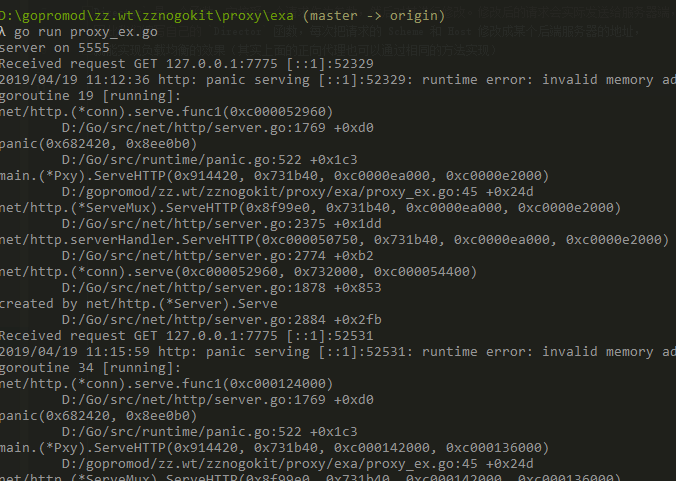 D:\gopromod\zz.wt\zznogokit\proxy\exa (master -> origin)
λ go run proxy_ex.go
server on 5555
Received request GET 127.0.0.1:7775 [::1]:52329
2019/04/19 11:12:36 http: panic serving [::1]:52329: runtime error: invalid memory ad
goroutine 19 [running]:
net/http.(*conn).serve.func1(0xc000052960)
D:/Go/src/net/http/server.go:1769 +0xd0
panic(0x682420, 0x8ee0b0)
D:/Go/src/runtime/panic.go:522 +0x1c3
main.(*Pxy).ServeHTTP(0x914420, 0x731b40, 0xc0000ea000, 0xc0000e2000)
D:/gopromod/zz.wt/zznogokit/proxy/exa/proxy_ex.go:45 +0x24d
net/http.(*ServeMux).ServeHTTP(0x8f99e0, 0x731b40, 0xc0000ea000, 0xc0000e2000)
D:/Go/src/net/http/server.go:2375 +0x1dd
net/http.serverHandler.ServeHTTP(0xc000050750, 0x731b40, 0xc0000ea000, 0xc0000e2000)
D:/Go/src/net/http/server.go:2774 +0xb2
net/http.(*conn).serve(0xc000052960, 0x732000, 0xc000054400)
D:/Go/src/net/http/server.go:1878 +0x853
created by net/http.(*Server).Serve
D:/Go/src/net/http/server.go:2884 +0x2fb
Received request GET 127.0.0.1:7775 [::1]:52531
2019/04/19 11:15:59 http: panic serving [::1]:52531: runtime error: invalid memory ad
goroutine 34 [running]:
net/http.(*conn).serve.func1(0xc000124000)
D:/Go/src/net/http/server.go:1769 +0xd0
panic(0x682420, 0x8ee0b0)
D:/Go/src/runtime/panic.go:522 +0x1c3
main.(*Pxy).ServeHTTP(0x914420, 0x731b40, 0xc000142000, 0xc000136000)
D:/gopromod/zz.wt/zznogokit/proxy/exa/proxy_ex.go:45 +0x24d
net/http.(*ServeMux).ServeHTTP(0x8f99e0, 0x731b40, 0xc000142000, 0xc000136000)